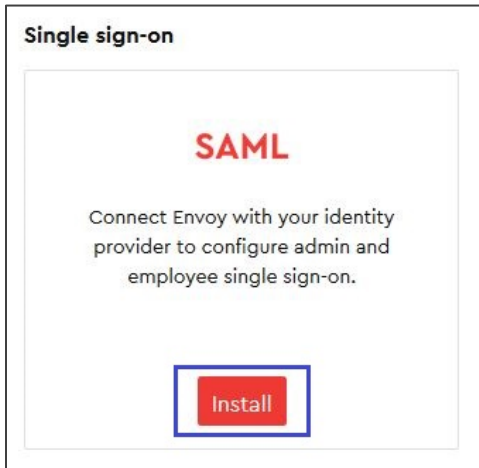 Single sign-on
SAML
Connect Envoy with your identity
provider to configure admin and
employee single sign-on.
Install